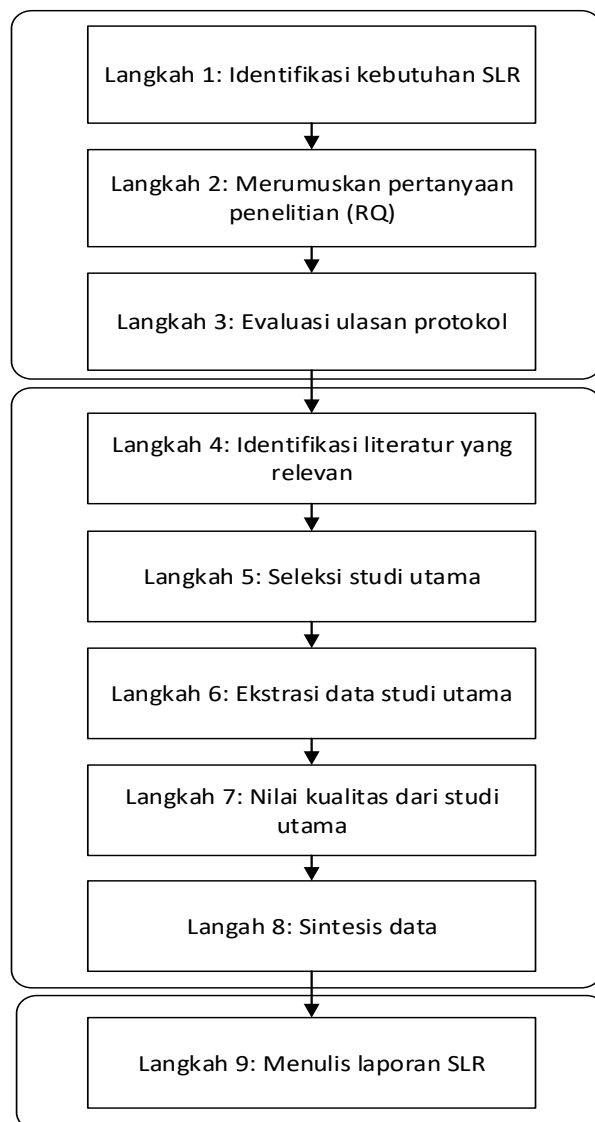 Langkah 1: Identifikasi kebutuhan SLR
Langkah 2: Merumuskan pertanyaan
penelitian (RQ)
Langkah 3: Evaluasi ulasan protokol
Langkah 4: Identifikasi literatur yang
relevan
Langkah 5: Seleksi studi utama
Langkah 6: Ekstrasi data studi utama
Langkah 7: Nilai kualitas dari studi
utama
Langah 8: Sintesis data
Langkah 9: Menulis laporan SLR